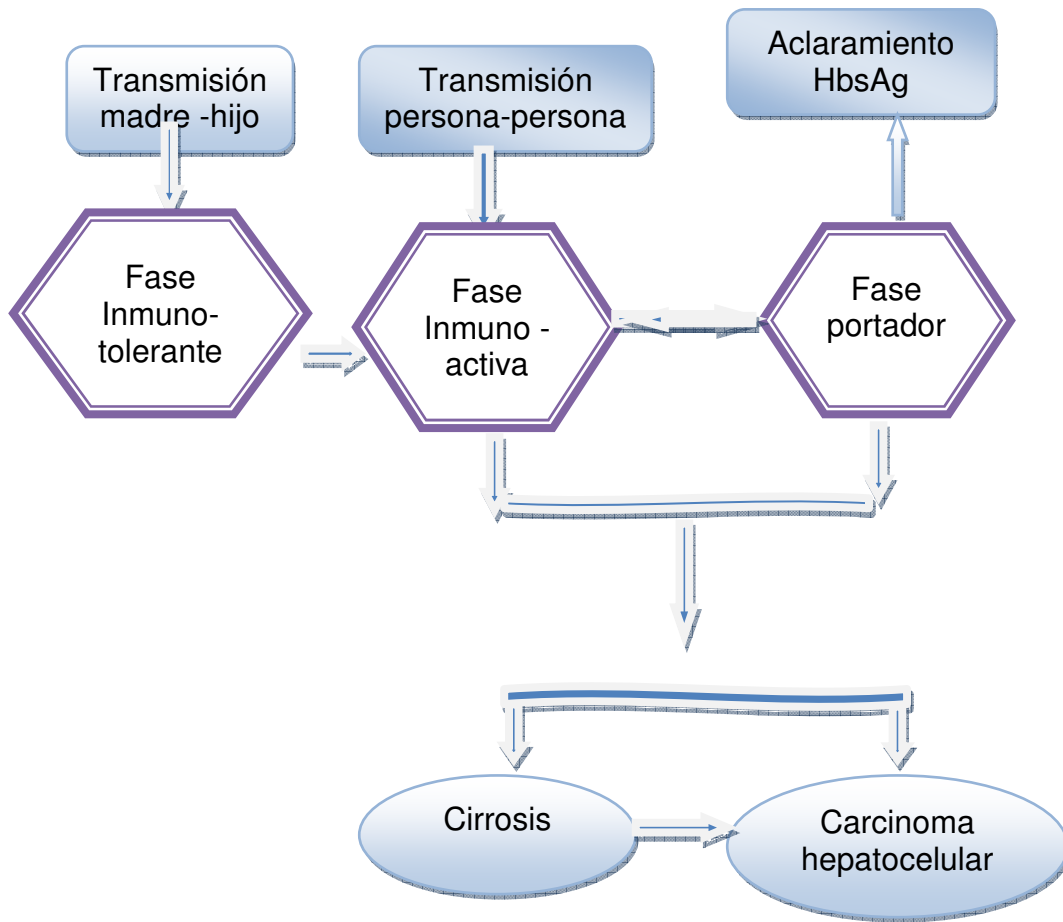 Transmisión
madre -hijo
Transmisión
persona-persona
Aclaramiento
HbsAg
Fase
Inmuno-
tolerante
Fase
Inmuno -
activa
Fase
portador
Cirrosis
Carcinoma
hepatocelular